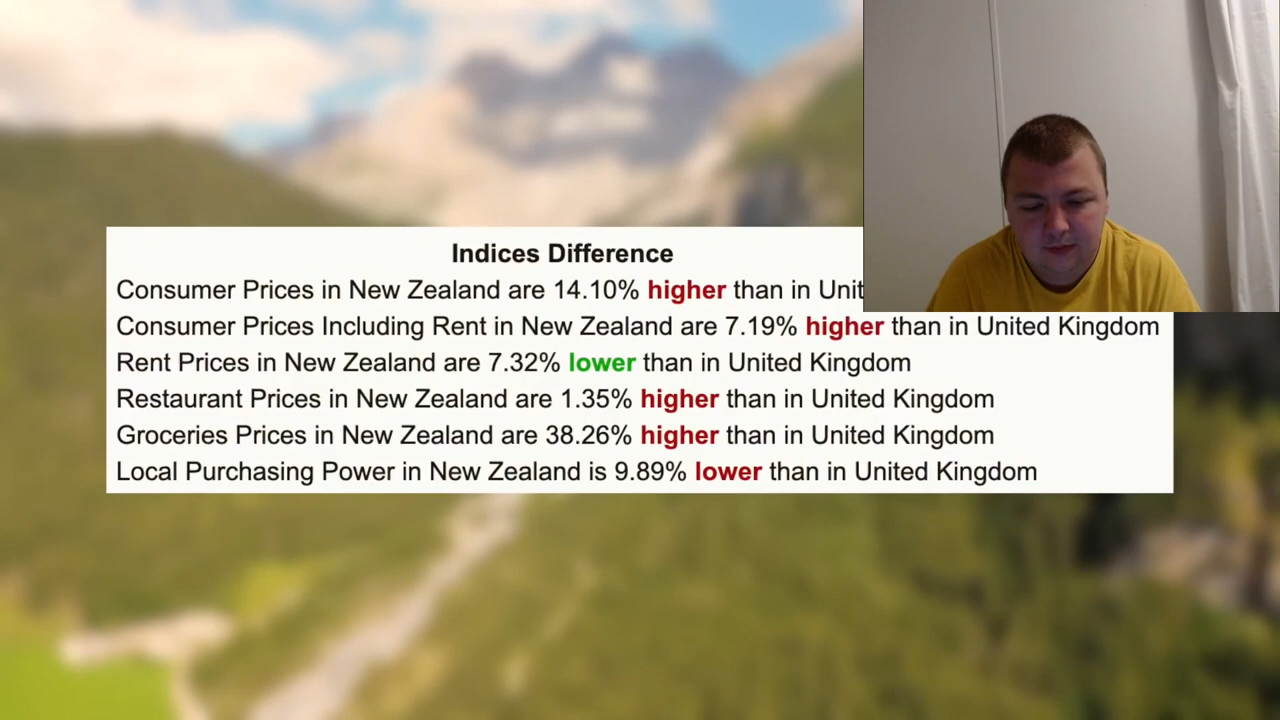 Indices Difference
Consumer Prices in New Zealand are 14.10% higher than in Unit
Consumer Prices Including Rent in New Zealand are 7.19% higher than in United Kingdom
Rent Prices in New Zealand are 7.32% lower than in United Kingdom
Restaurant Prices in New Zealand are 1.35% higher than in United Kingdom
Groceries Prices in New Zealand are 38.26% higher than in United Kingdom
Local Purchasing Power in New Zealand is 9.89% lower than in United Kingdom